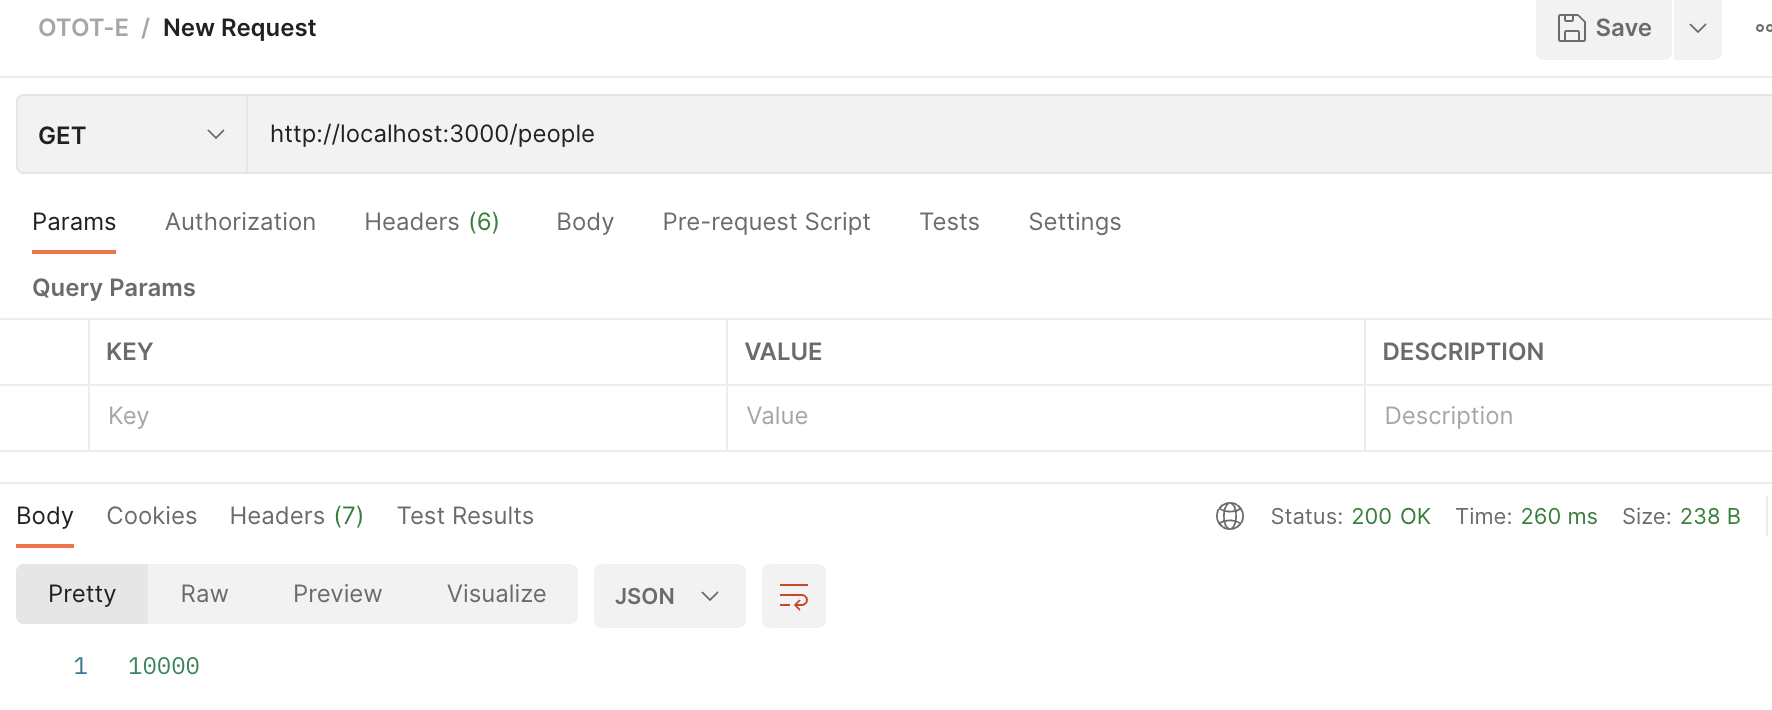 OTOT-E / New Request
Save
GET
http://localhost:3000/people
Params Authorization Headers (6) Body Pre-request Script Tests Settings
Query Params
KEY VALUE DESCRIPTION
Key Value Description
Body Cookies Headers (7) Test Results Status: 200 OK Time: 260 ms Size: 238 B
Pretty Raw Preview Visualize JSON
1 10000